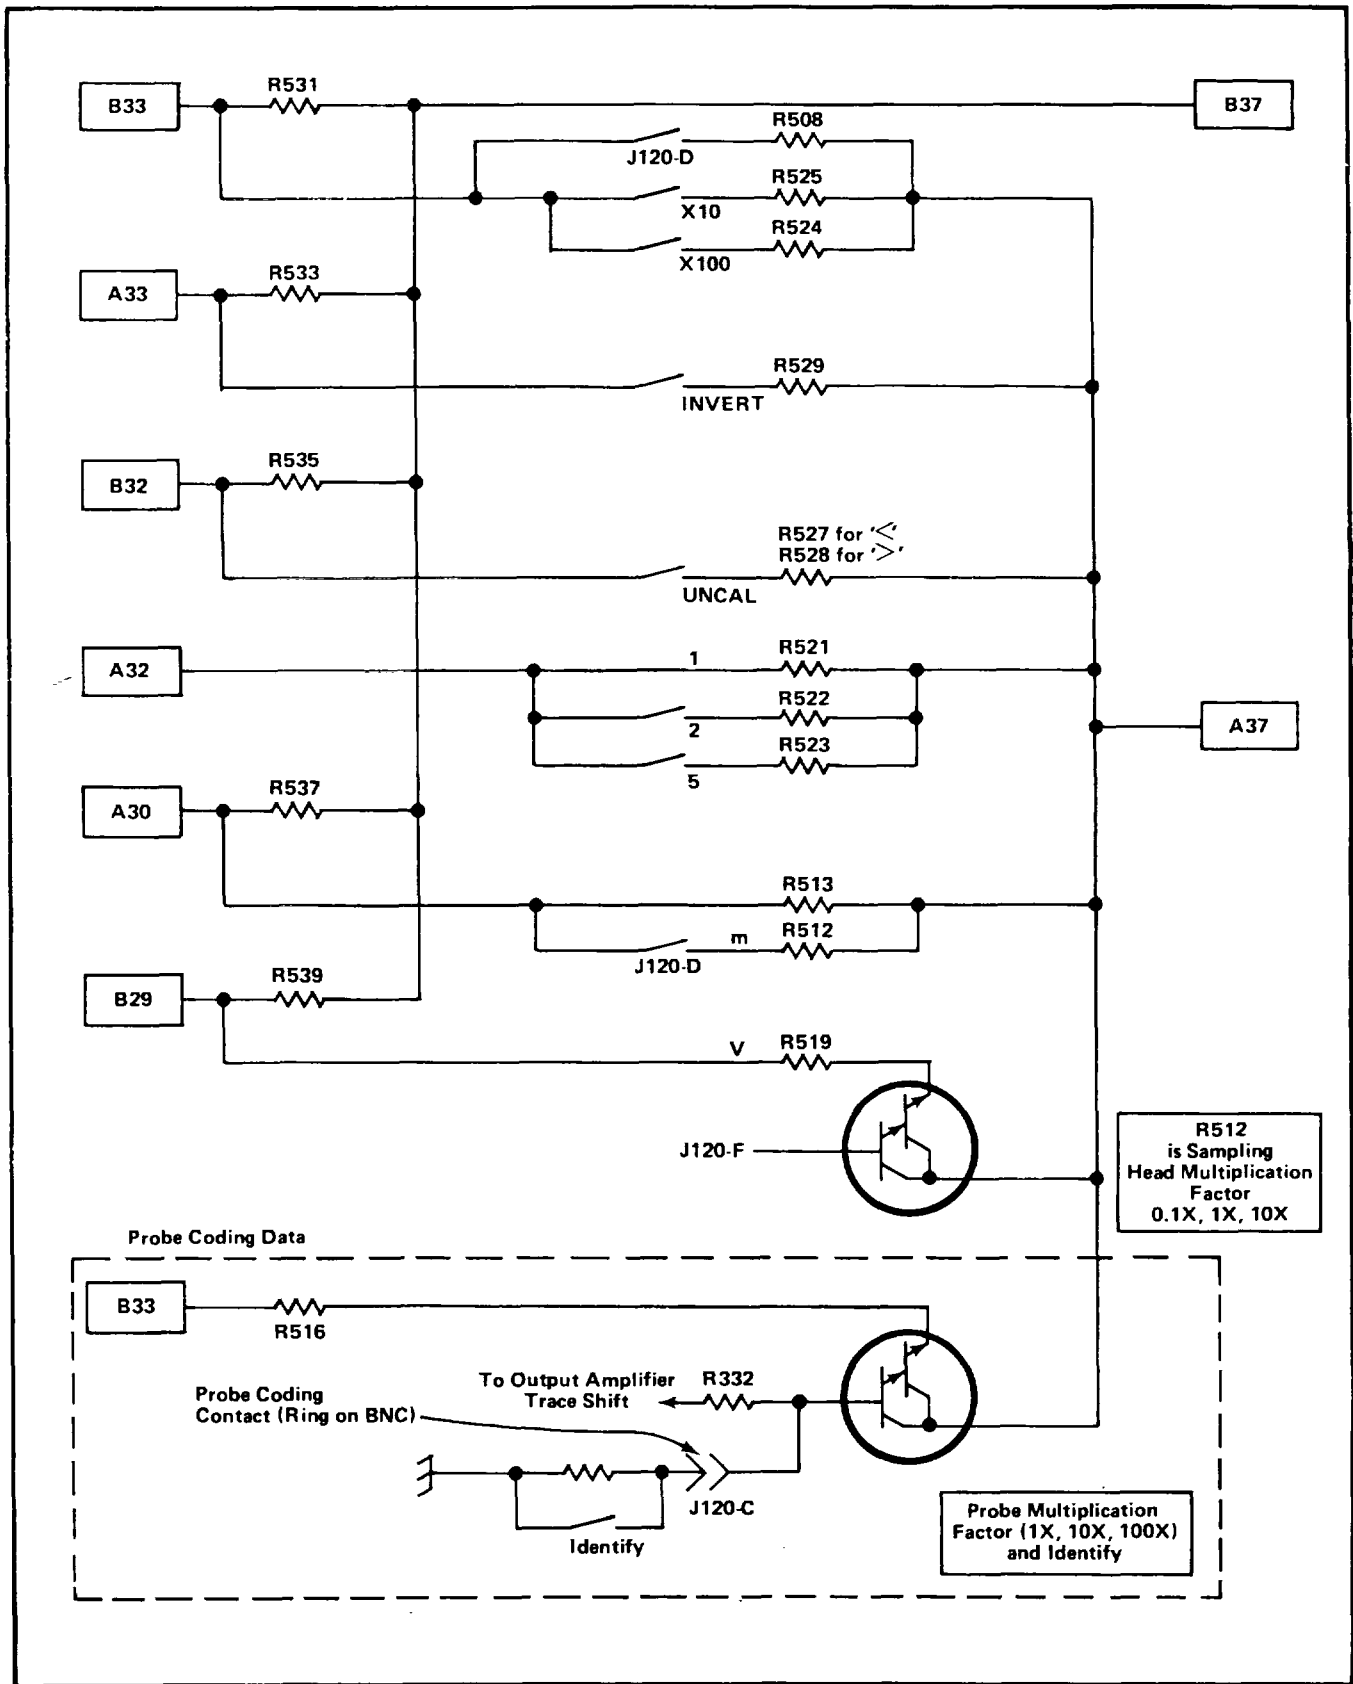 B33
R531
B37
R508
J120-D
R525
X10
R524
X100
A33
R533
R529
INVERT
B32
R535
R527 for '<'
R528 for '>'
UNCAL
A32
1
R521
R522
2
R523
5
A37
A30
R537
R513
m
R512
J120-D
B29
R539
V
R519
J120-F
R512
is Sampling
Head Multiplication
Factor
0.1X, 1X, 10X
Probe Coding Data
B33
R516
To Output Amplifier
Trace Shift
R332
Probe Coding
Contact (Ring on BNC)
J120-C
Identify
Probe Multiplication
Factor (1X, 10X, 100X)
and Identify